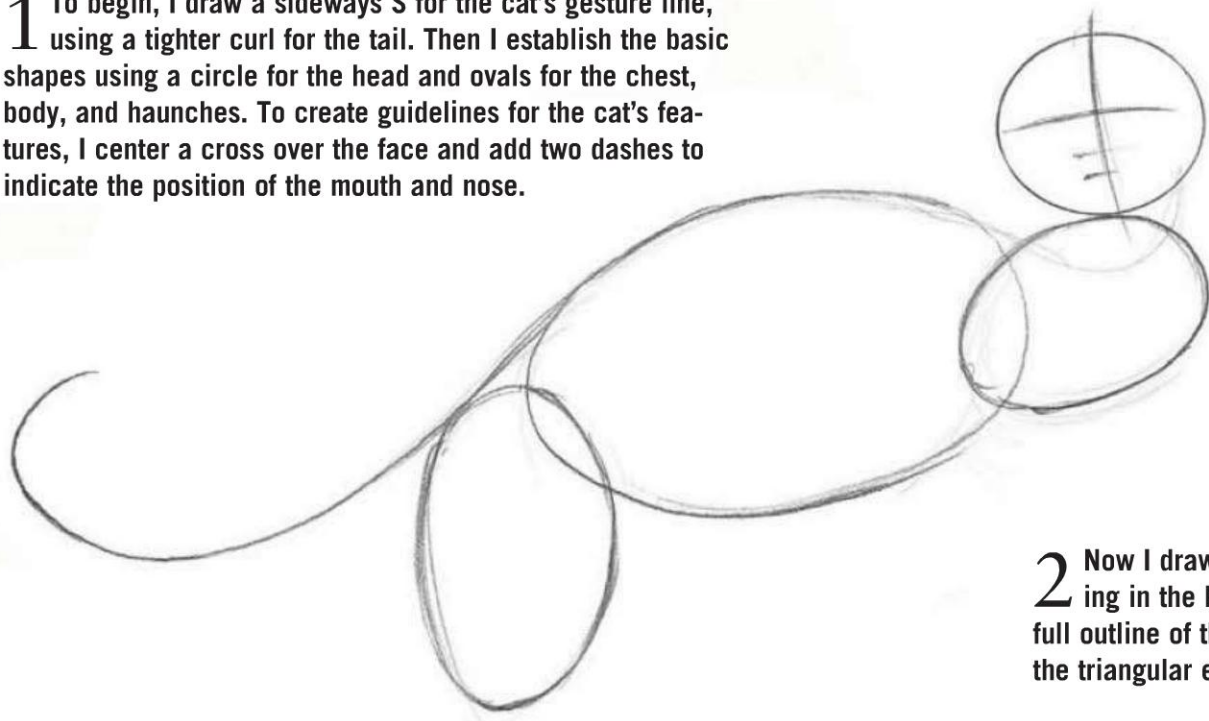 1 To begin, I draw a sideways S for the cat's gesture line,
using a tighter curl for the tail. Then I establish the basic
shapes using a circle for the head and ovals for the chest,
body, and haunches. To create guidelines for the cat's fea-
tures, I center a cross over the face and add two dashes to
indicate the position of the mouth and nose.
2 Now I draw
ing in the
full outline of
the triangular